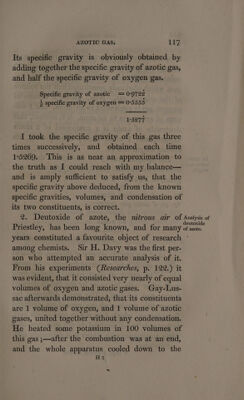 AZOTIC GAS. 117
Its specific gravity is obviously obtained by
adding together the specific gravity of azotic gas,
and half the specific gravity of oxygen gas.
Specific gravity of azotic = 0·9722̇
½ specific gravity of oxygen = 0·5555̇
1·5277̇
I took the specific gravity of this gas three
times successively, and obtained each time
1·5269. This is as near an approximation to
the truth as I could reach with my balance—
and is amply sufficient to satisfy us, that the
specific gravity above deduced, from the known
specific gravities, volumes, and condensation of
its two constituents, is correct.
2. Deutoxide of azote, the nitrous air of
Priestley, has been long known, and for many
years constituted a favourite object of research
among chemists. Sir H. Davy was the first per-
son who attempted an accurate analysis of it.
From his experiments (Researches, p. 122.) it
was evident, that it consisted very nearly of equal
volumes of oxygen and azotic gases. Gay-Lus-
sac afterwards demonstrated, that its constituents
are 1 volume of oxygen, and 1 volume of azotic
gases, united together without any condensation.
He heated some potassium in 100 volumes of
this gas;—after the combustion was at an end,
and the whole apparatus cooled down to the
Analysis of
deutoxide
of azote.